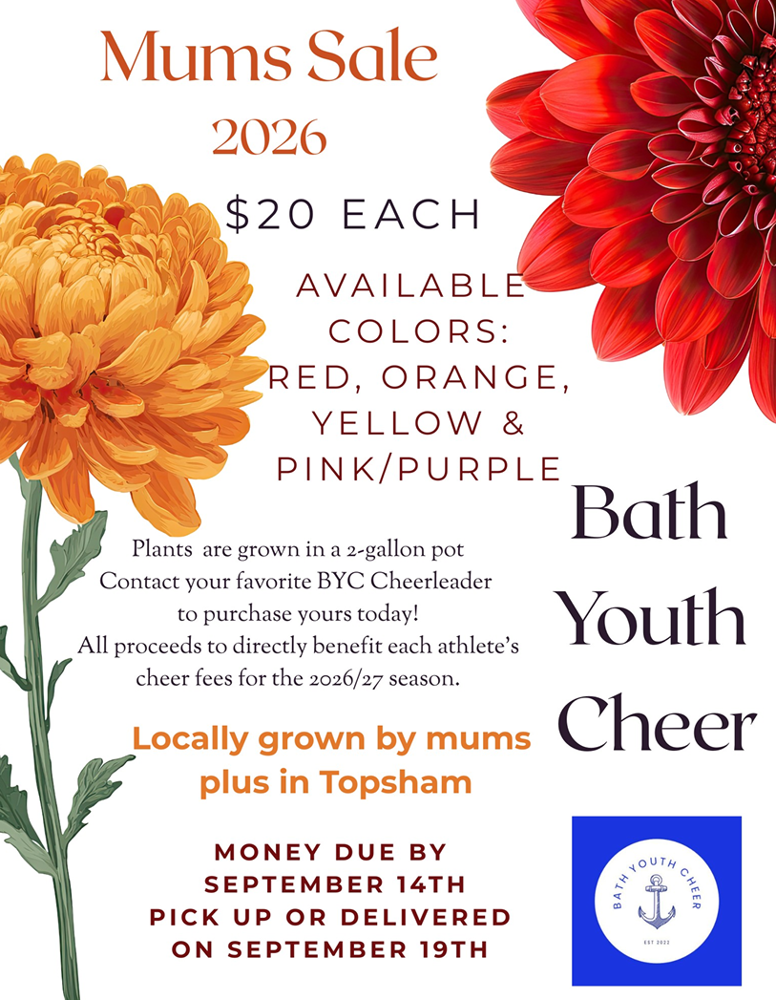 Mums Sale
2026
$20 EACH
AVAILABLE
COLORS:
RED, ORANGE,
YELLOW &
PINK/PURPLE
Bath
Youth
Cheer
Plants are grown in a 2-gallon pot
Contact your favorite BYC Cheerleader
to purchase yours today!
All proceeds to directly benefit each athlete's
cheer fees for the 2026/27 season.
Locally grown by mums
plus in Topsham
MONEY DUE BY
SEPTEMBER 14TH
PICK UP OR DELIVERED
ON SEPTEMBER 19TH
BATH YOUTH CHEER
EST 2022